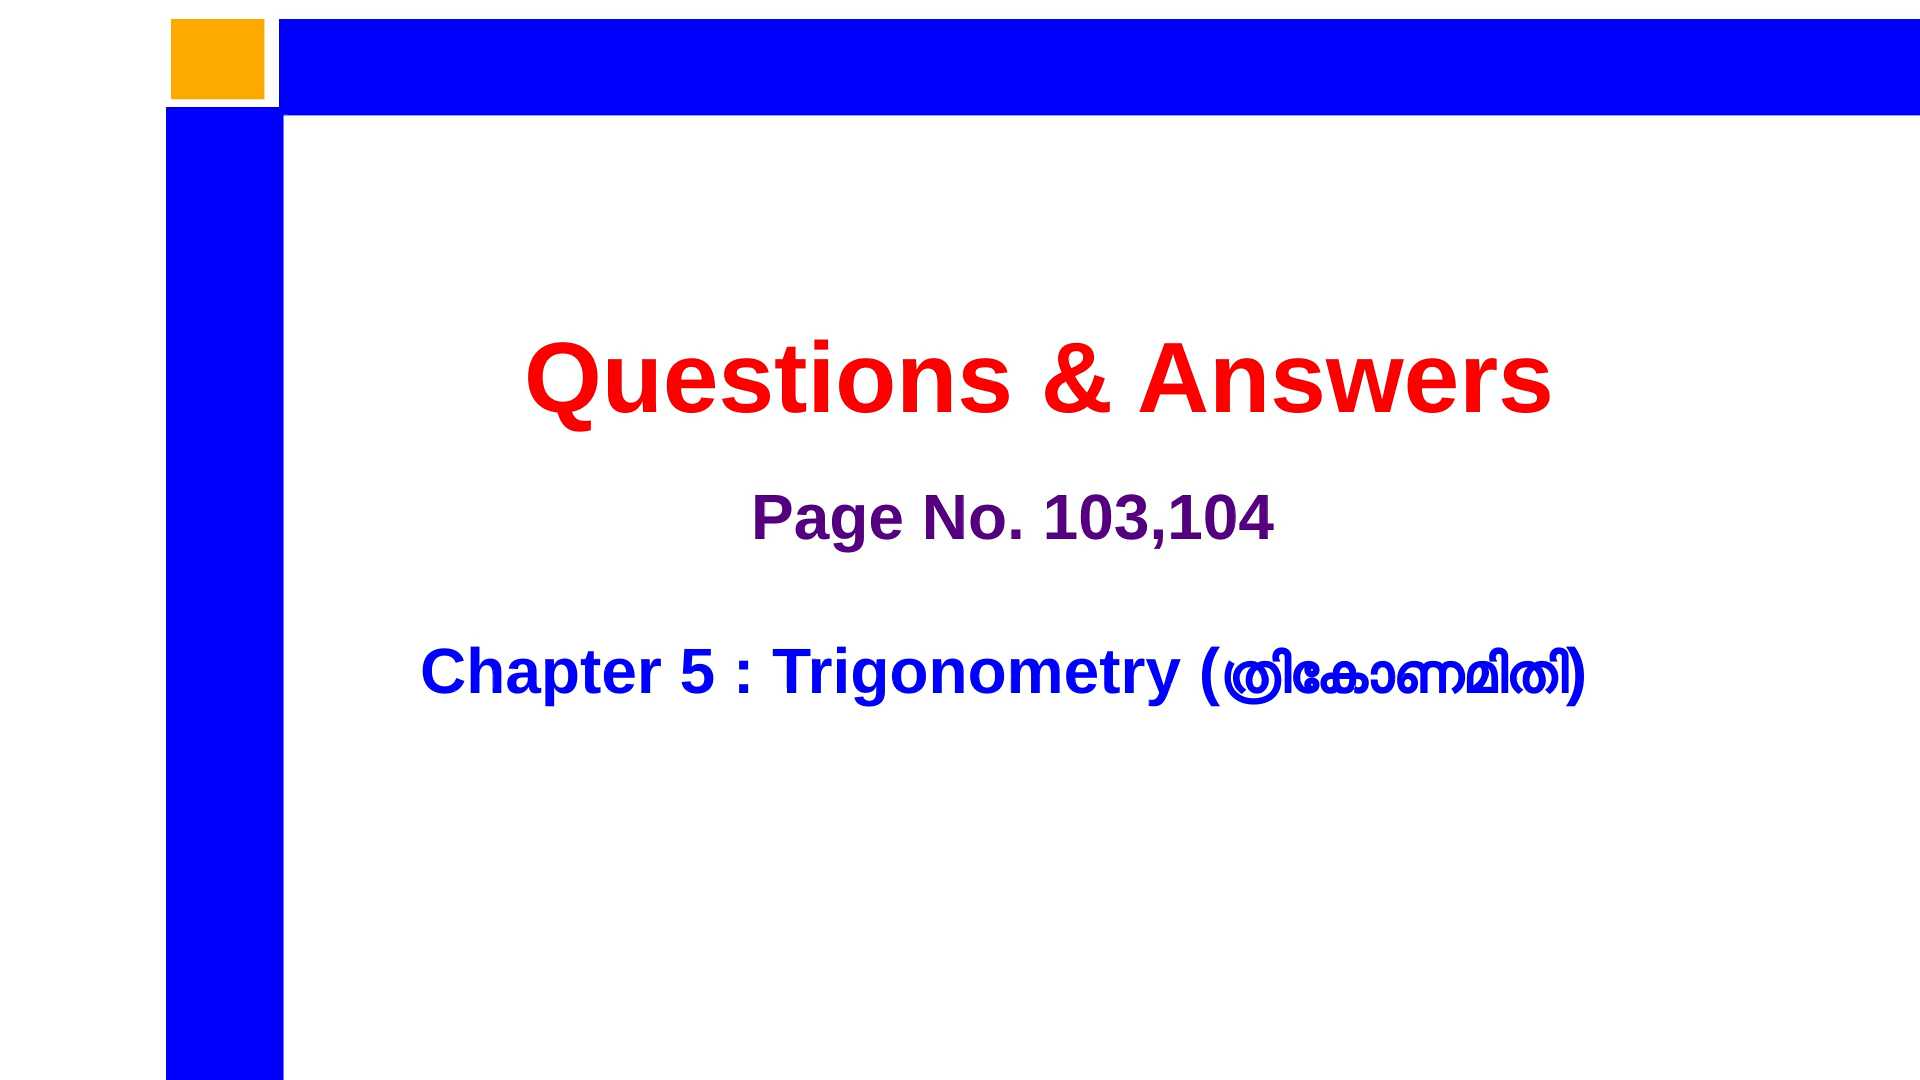 Questions & Answers
Page No. 103,104
Chapter 5 : Trigonometry (ത്രികോണമിതി)